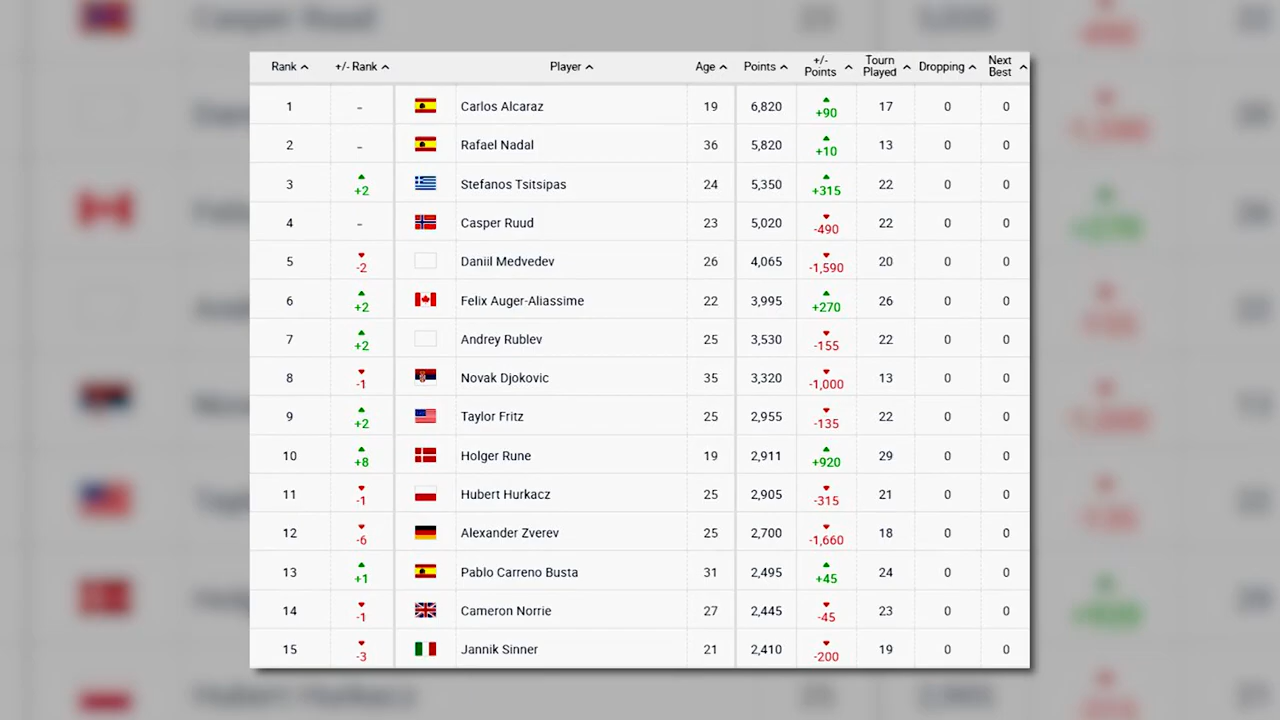 Rank +/- Rank Player Age Points +/- Points Tourn Played Dropping Next Best
1 - Carlos Alcaraz 19 6,820 +90 17 0 0
2 - Rafael Nadal 36 5,820 +10 13 0 0
3 +2 Stefanos Tsitsipas 24 5,350 +315 22 0 0
4 - Casper Ruud 23 5,020 -490 22 0 0
5 -2 Daniil Medvedev 26 4,065 -1,590 20 0 0
6 +2 Felix Auger-Aliassime 22 3,995 +270 26 0 0
7 +2 Andrey Rublev 25 3,530 -155 22 0 0
8 -1 Novak Djokovic 35 3,320 -1,000 13 0 0
9 +2 Taylor Fritz 25 2,955 -135 22 0 0
10 +8 Holger Rune 19 2,911 +920 29 0 0
11 -1 Hubert Hurkacz 25 2,905 -315 21 0 0
12 -6 Alexander Zverev 25 2,700 -1,660 18 0 0
13 +1 Pablo Carreno Busta 31 2,495 +45 24 0 0
14 -1 Cameron Norrie 27 2,445 -45 23 0 0
15 -3 Jannik Sinner 21 2,410 -200 19 0 0